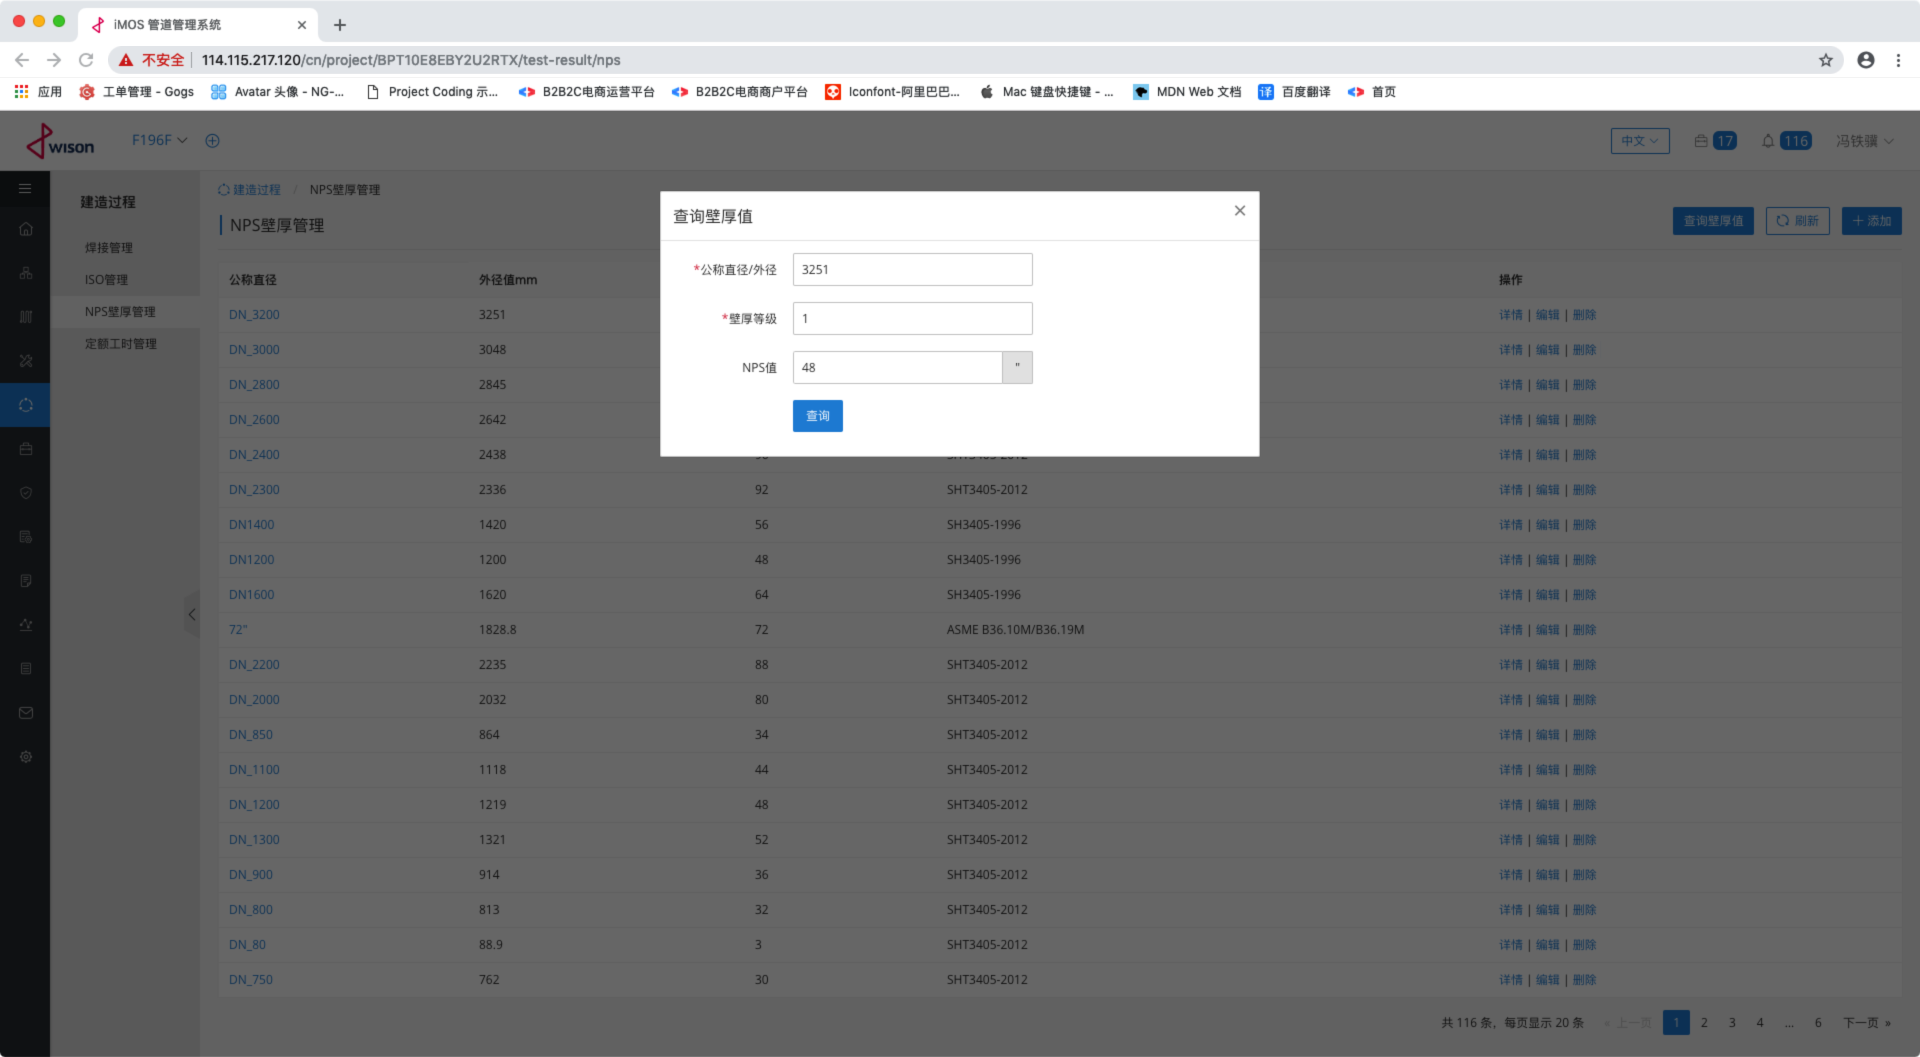 iMOS 管道管理系统
不安全 114.115.217.120/cn/project/BPT10E8EBY2U2RTX/test-result/nps
应用 工单管理 - Gogs Avatar 头像 - NG-... Project Coding 示... B2B2C电商运营平台 B2B2C电商商户平台 Iconfont-阿里巴巴... Mac 键盘快捷键 - ... MDN Web 文档 译 百度翻译 首页
wison F196F 中文 17 116 冯铁骥
建造过程
焊接管理
ISO管理
NPS壁厚管理
定额工时管理
建造过程 / NPS壁厚管理
NPS壁厚管理
查询壁厚值 刷新 添加
查询壁厚值
*公称直径/外径 3251
*壁厚等级 1
NPS值 48 "
查询
公称直径 外径值mm 操作
DN_3200 3251 详情 | 编辑 | 删除
DN_3000 3048 详情 | 编辑 | 删除
DN_2800 2845 详情 | 编辑 | 删除
DN_2600 2642 详情 | 编辑 | 删除
DN_2400 2438 详情 | 编辑 | 删除
DN_2300 2336 92 SHT3405-2012 详情 | 编辑 | 删除
DN1400 1420 56 SH3405-1996 详情 | 编辑 | 删除
DN1200 1200 48 SH3405-1996 详情 | 编辑 | 删除
DN1600 1620 64 SH3405-1996 详情 | 编辑 | 删除
72" 1828.8 72 ASME B36.10M/B36.19M 详情 | 编辑 | 删除
DN_2200 2235 88 SHT3405-2012 详情 | 编辑 | 删除
DN_2000 2032 80 SHT3405-2012 详情 | 编辑 | 删除
DN_850 864 34 SHT3405-2012 详情 | 编辑 | 删除
DN_1100 1118 44 SHT3405-2012 详情 | 编辑 | 删除
DN_1200 1219 48 SHT3405-2012 详情 | 编辑 | 删除
DN_1300 1321 52 SHT3405-2012 详情 | 编辑 | 删除
DN_900 914 36 SHT3405-2012 详情 | 编辑 | 删除
DN_800 813 32 SHT3405-2012 详情 | 编辑 | 删除
DN_80 88.9 3 SHT3405-2012 详情 | 编辑 | 删除
DN_750 762 30 SHT3405-2012 详情 | 编辑 | 删除
共 116 条，每页显示 20 条 « 上一页 1 2 3 4 ... 6 下一页 »